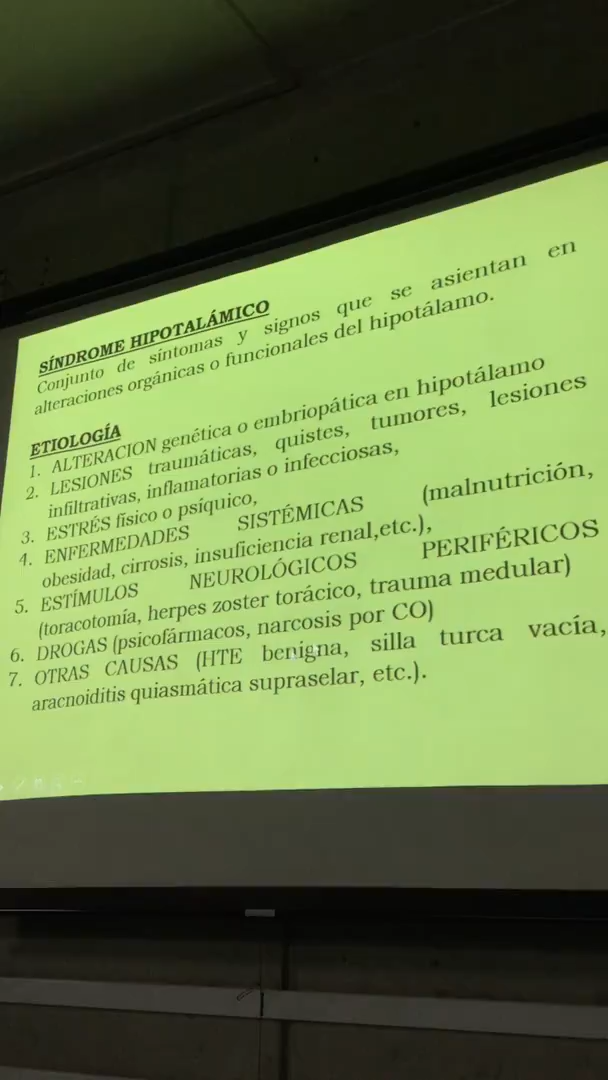 SÍNDROME HIPOTALÁMICO
Conjunto de síntomas y signos que se asientan en
alteraciones orgánicas o funcionales del hipotálamo.
ETIOLOGÍA
1. ALTERACION genética o embriopática en hipotálamo
2. LESIONES traumáticas, quistes, tumores, lesiones
infiltrativas, inflamatorias o infecciosas,
3. ESTRÉS físico o psíquico,
4. ENFERMEDADES SISTÉMICAS (malnutrición,
obesidad, cirrosis, insuficiencia renal,etc.),
5. ESTÍMULOS NEUROLÓGICOS PERIFÉRICOS
(toracotomía, herpes zoster torácico, trauma medular)
6. DROGAS (psicofármacos, narcosis por CO)
7. OTRAS CAUSAS (HTE benigna, silla turca vacía,
aracnoiditis quiasmática supraselar, etc.).